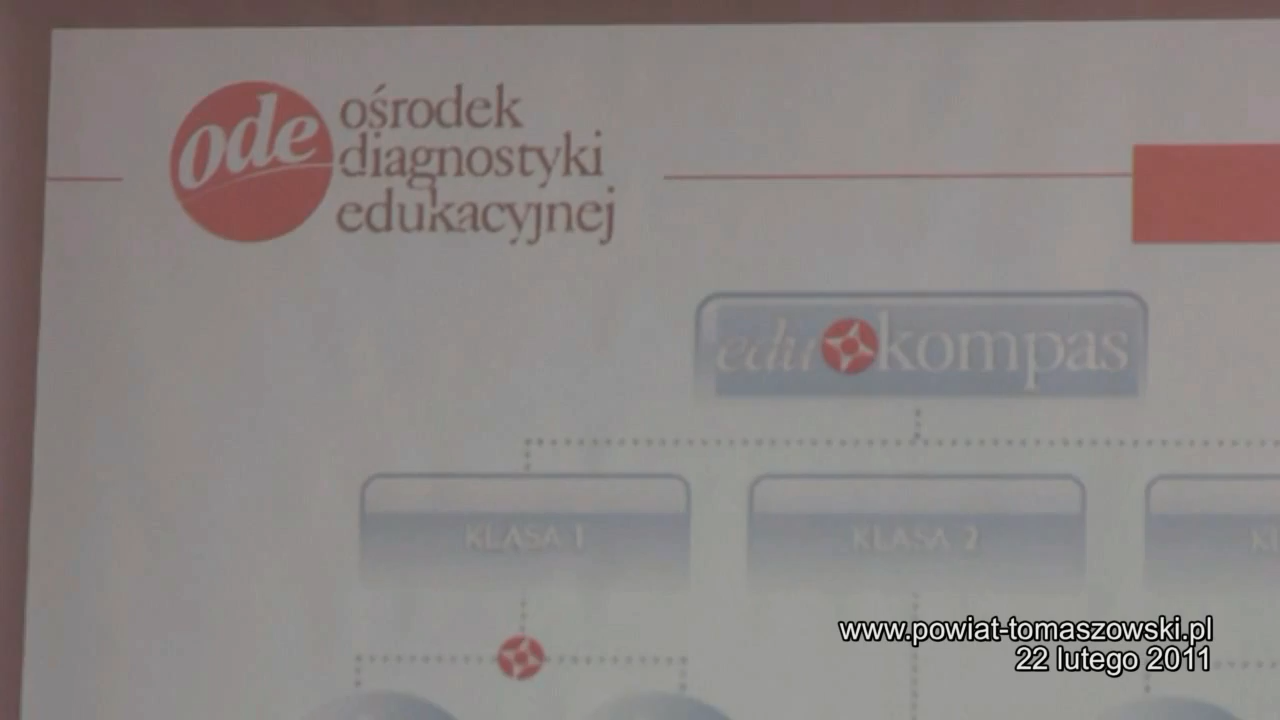 ode
ośrodek
diagnostyki
edukacyjnej
edu kompas
KLASA 1
KLASA 2
www.powiat-tomaszowski.pl
22 lutego 2011